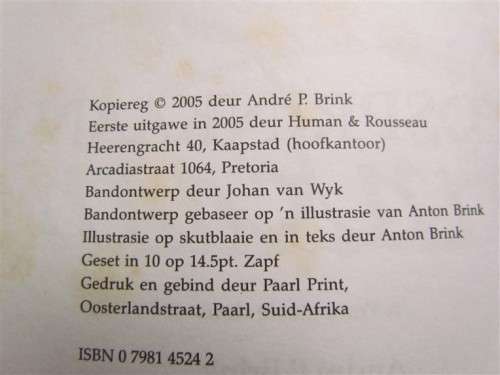 Kopiereg © 2005 deur André P. Brink
Eerste uitgawe in 2005 deur Human & Rousseau
Heerengracht 40, Kaapstad (hoofkantoor)
Arcadiastraat 1064, Pretoria
Bandontwerp deur Johan van Wyk
Bandontwerp gebaseer op 'n illustrasie van Anton Brink
Illustrasie op skutblaaie en in teks deur Anton Brink
Geset in 10 op 14.5pt. Zapf
Gedruk en gebind deur Paarl Print,
Oosterlandstraat, Paarl, Suid-Afrika
ISBN 0 7981 4524 2